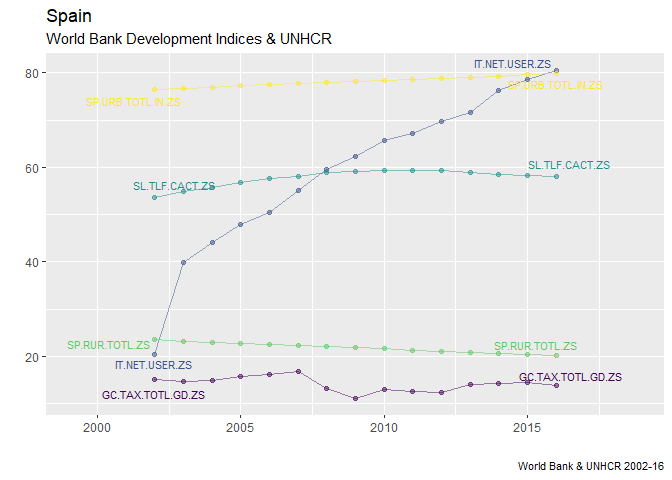 Spain
World Bank Development Indices & UNHCR
80
60
40
20
IT.NET.USER.ZS
SP.URB.TOTL.IN.ZS
SP.URB.TOTL.IN.ZS
SL.TLF.CACT.ZS
SL.TLF.CACT.ZS
SP.RUR.TOTL.ZS
SP.RUR.TOTL.ZS
IT.NET.USER.ZS
GC.TAX.TOTL.GD.ZS
GC.TAX.TOTL.GD.ZS
2000
2005
2010
2015
World Bank & UNHCR 2002-16